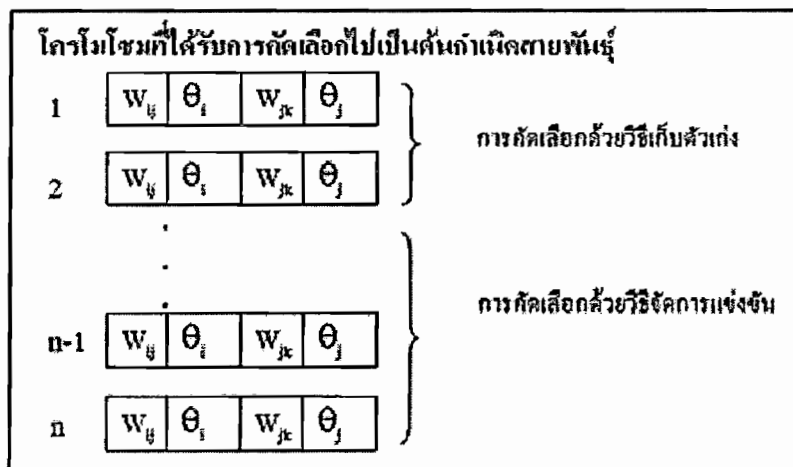 โครโมโซมที่ได้รับการคัดเลือกไปเป็นต้นกำเนิดสายพันธุ์
1 W_ij θ_i W_jk θ_j
การคัดเลือกด้วยวิธีเก็บตัวเก่ง
2 W_ij θ_i W_jk θ_j
การคัดเลือกด้วยวิธีจัดการแข่งขัน
n-1 W_ij θ_i W_jk θ_j
n W_ij θ_i W_jk θ_j